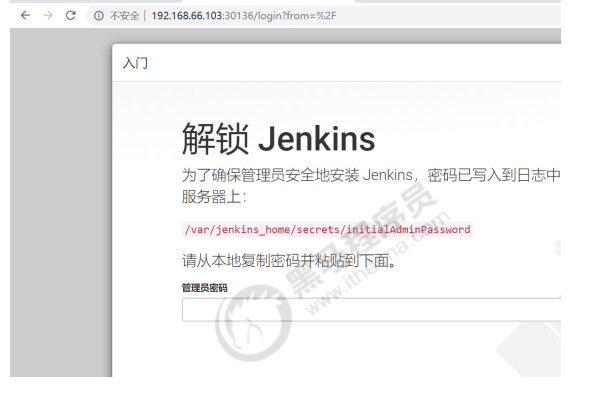 不安全 | 192.168.66.103:30136/login?from=%2F
入门
解锁 Jenkins
为了确保管理员安全地安装 Jenkins，密码已写入到日志中
服务器上：
/var/jenkins_home/secrets/initialAdminPassword
请从本地复制密码并粘贴到下面。
管理员密码
黑马程序员
www.itheima.com